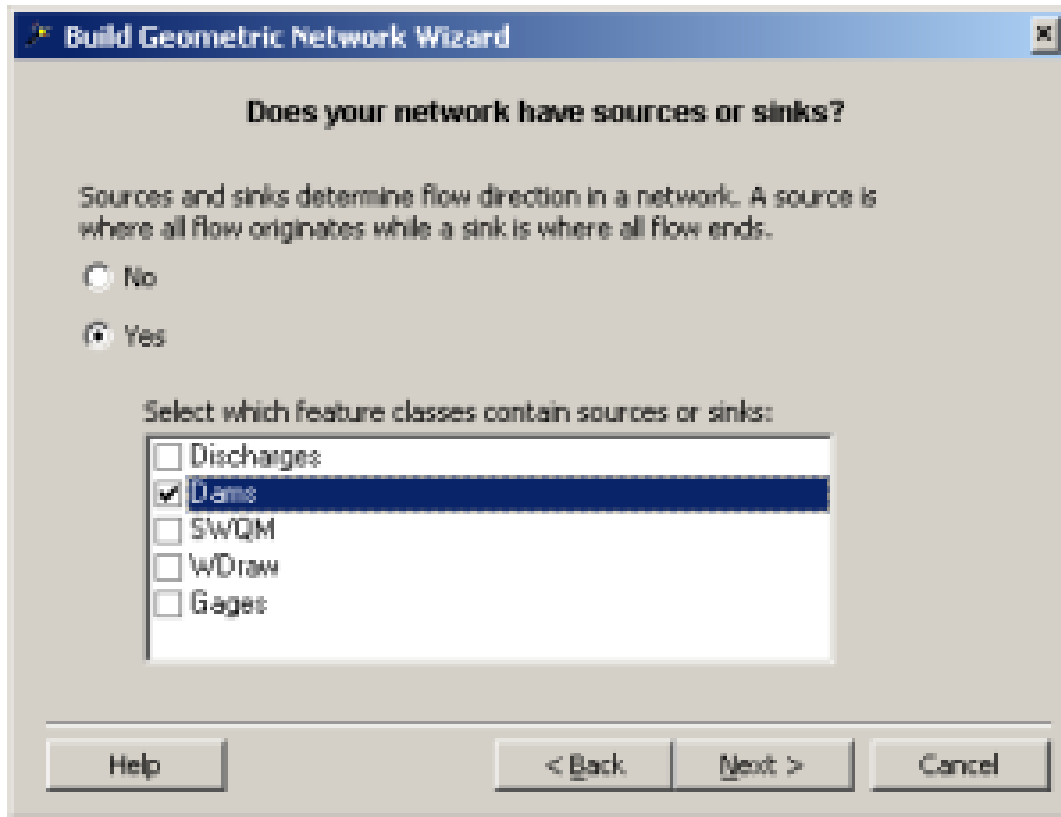 Build Geometric Network Wizard
Does your network have sources or sinks?
Sources and sinks determine flow direction in a network. A source is
where all flow originates while a sink is where all flow ends.
No
Yes
Select which feature classes contain sources or sinks:
Discharges
Dams
SWQM
WDraw
Gages
Help
< Back
Next >
Cancel